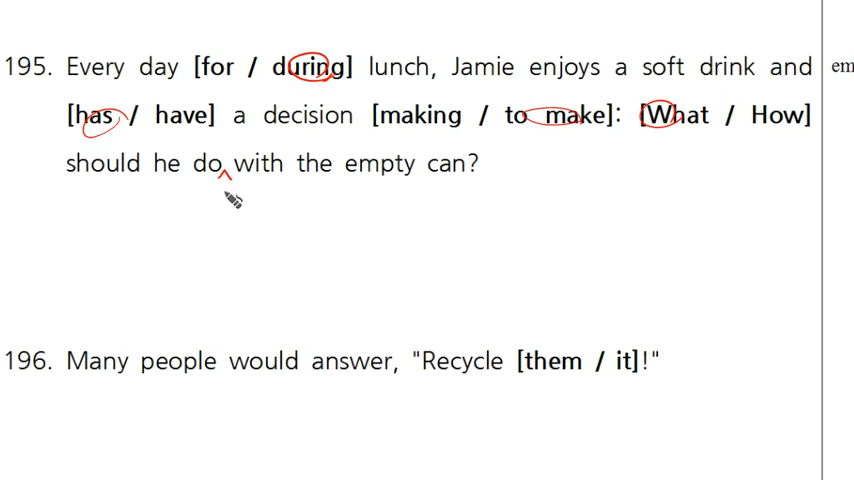 195. Every day [for / during] lunch, Jamie enjoys a soft drink and
[has / have] a decision [making / to make]: [What / How]
should he do with the empty can?
196. Many people would answer, "Recycle [them / it]!"